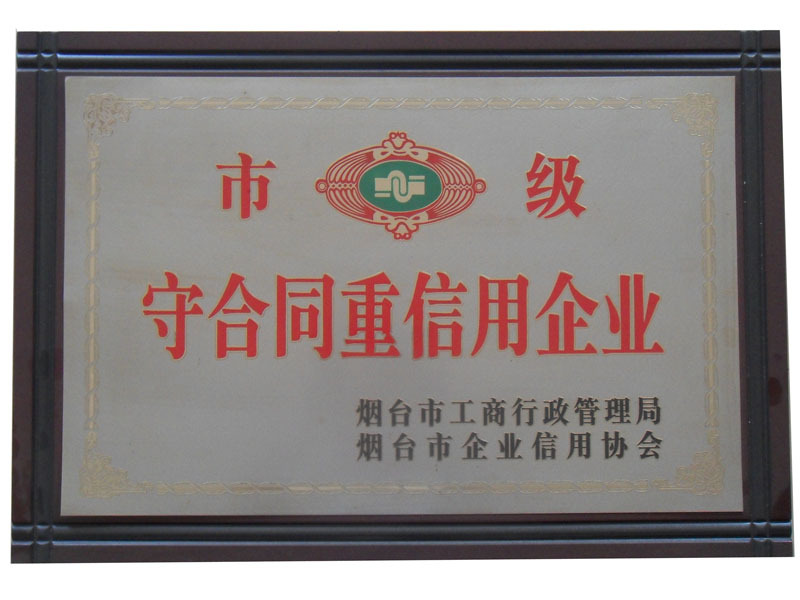 市级
守合同重信用企业
烟台市工商行政管理局
烟台市企业信用协会